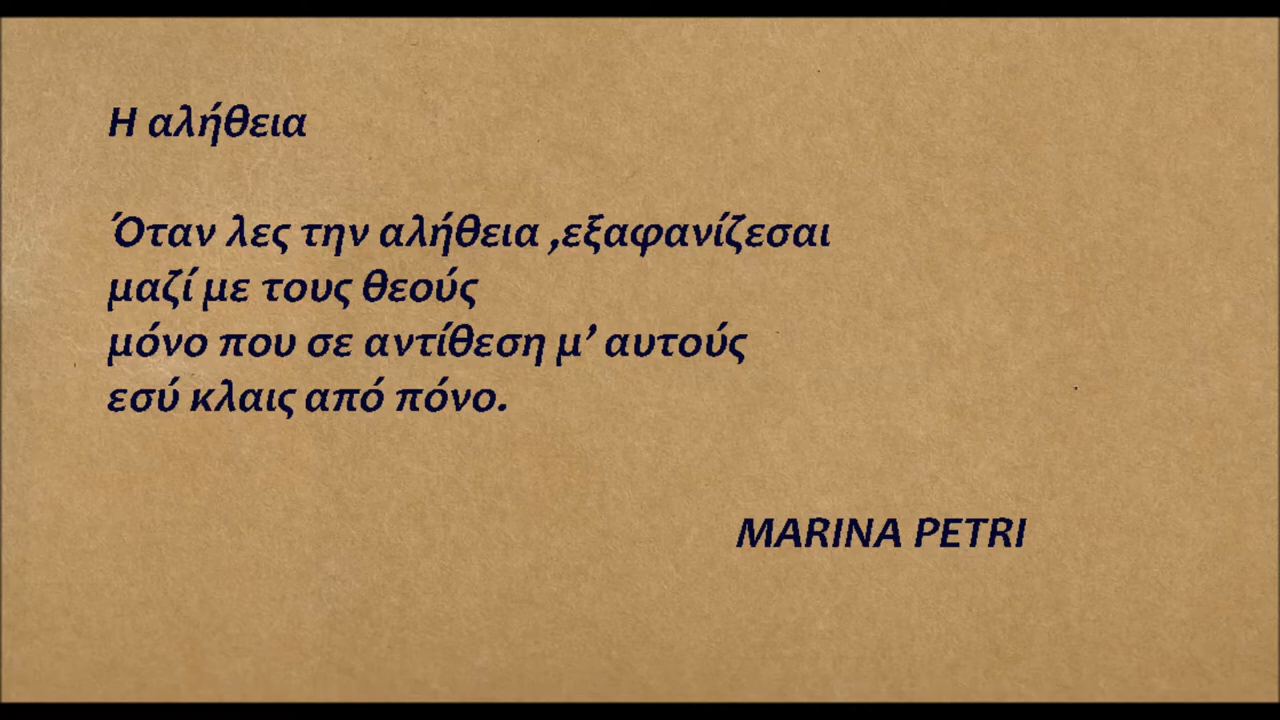 Η αλήθεια
Όταν λες την αλήθεια ,εξαφανίζεσαι
μαζί με τους θεούς
μόνο που σε αντίθεση μ’ αυτούς
εσύ κλαις από πόνο.
MARINA PETRI